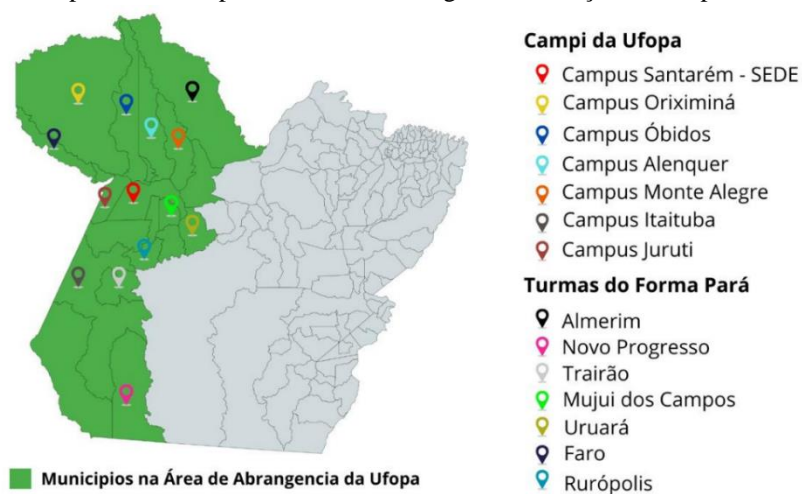 Campi da Ufopa
Campus Santarém - SEDE
Campus Oriximiná
Campus Óbidos
Campus Alenquer
Campus Monte Alegre
Campus Itaituba
Campus Juruti
Turmas do Forma Pará
Almerim
Novo Progresso
Trairão
Mujui dos Campos
Uruará
Faro
Rurópolis
Municipios na Área de Abrangencia da Ufopa